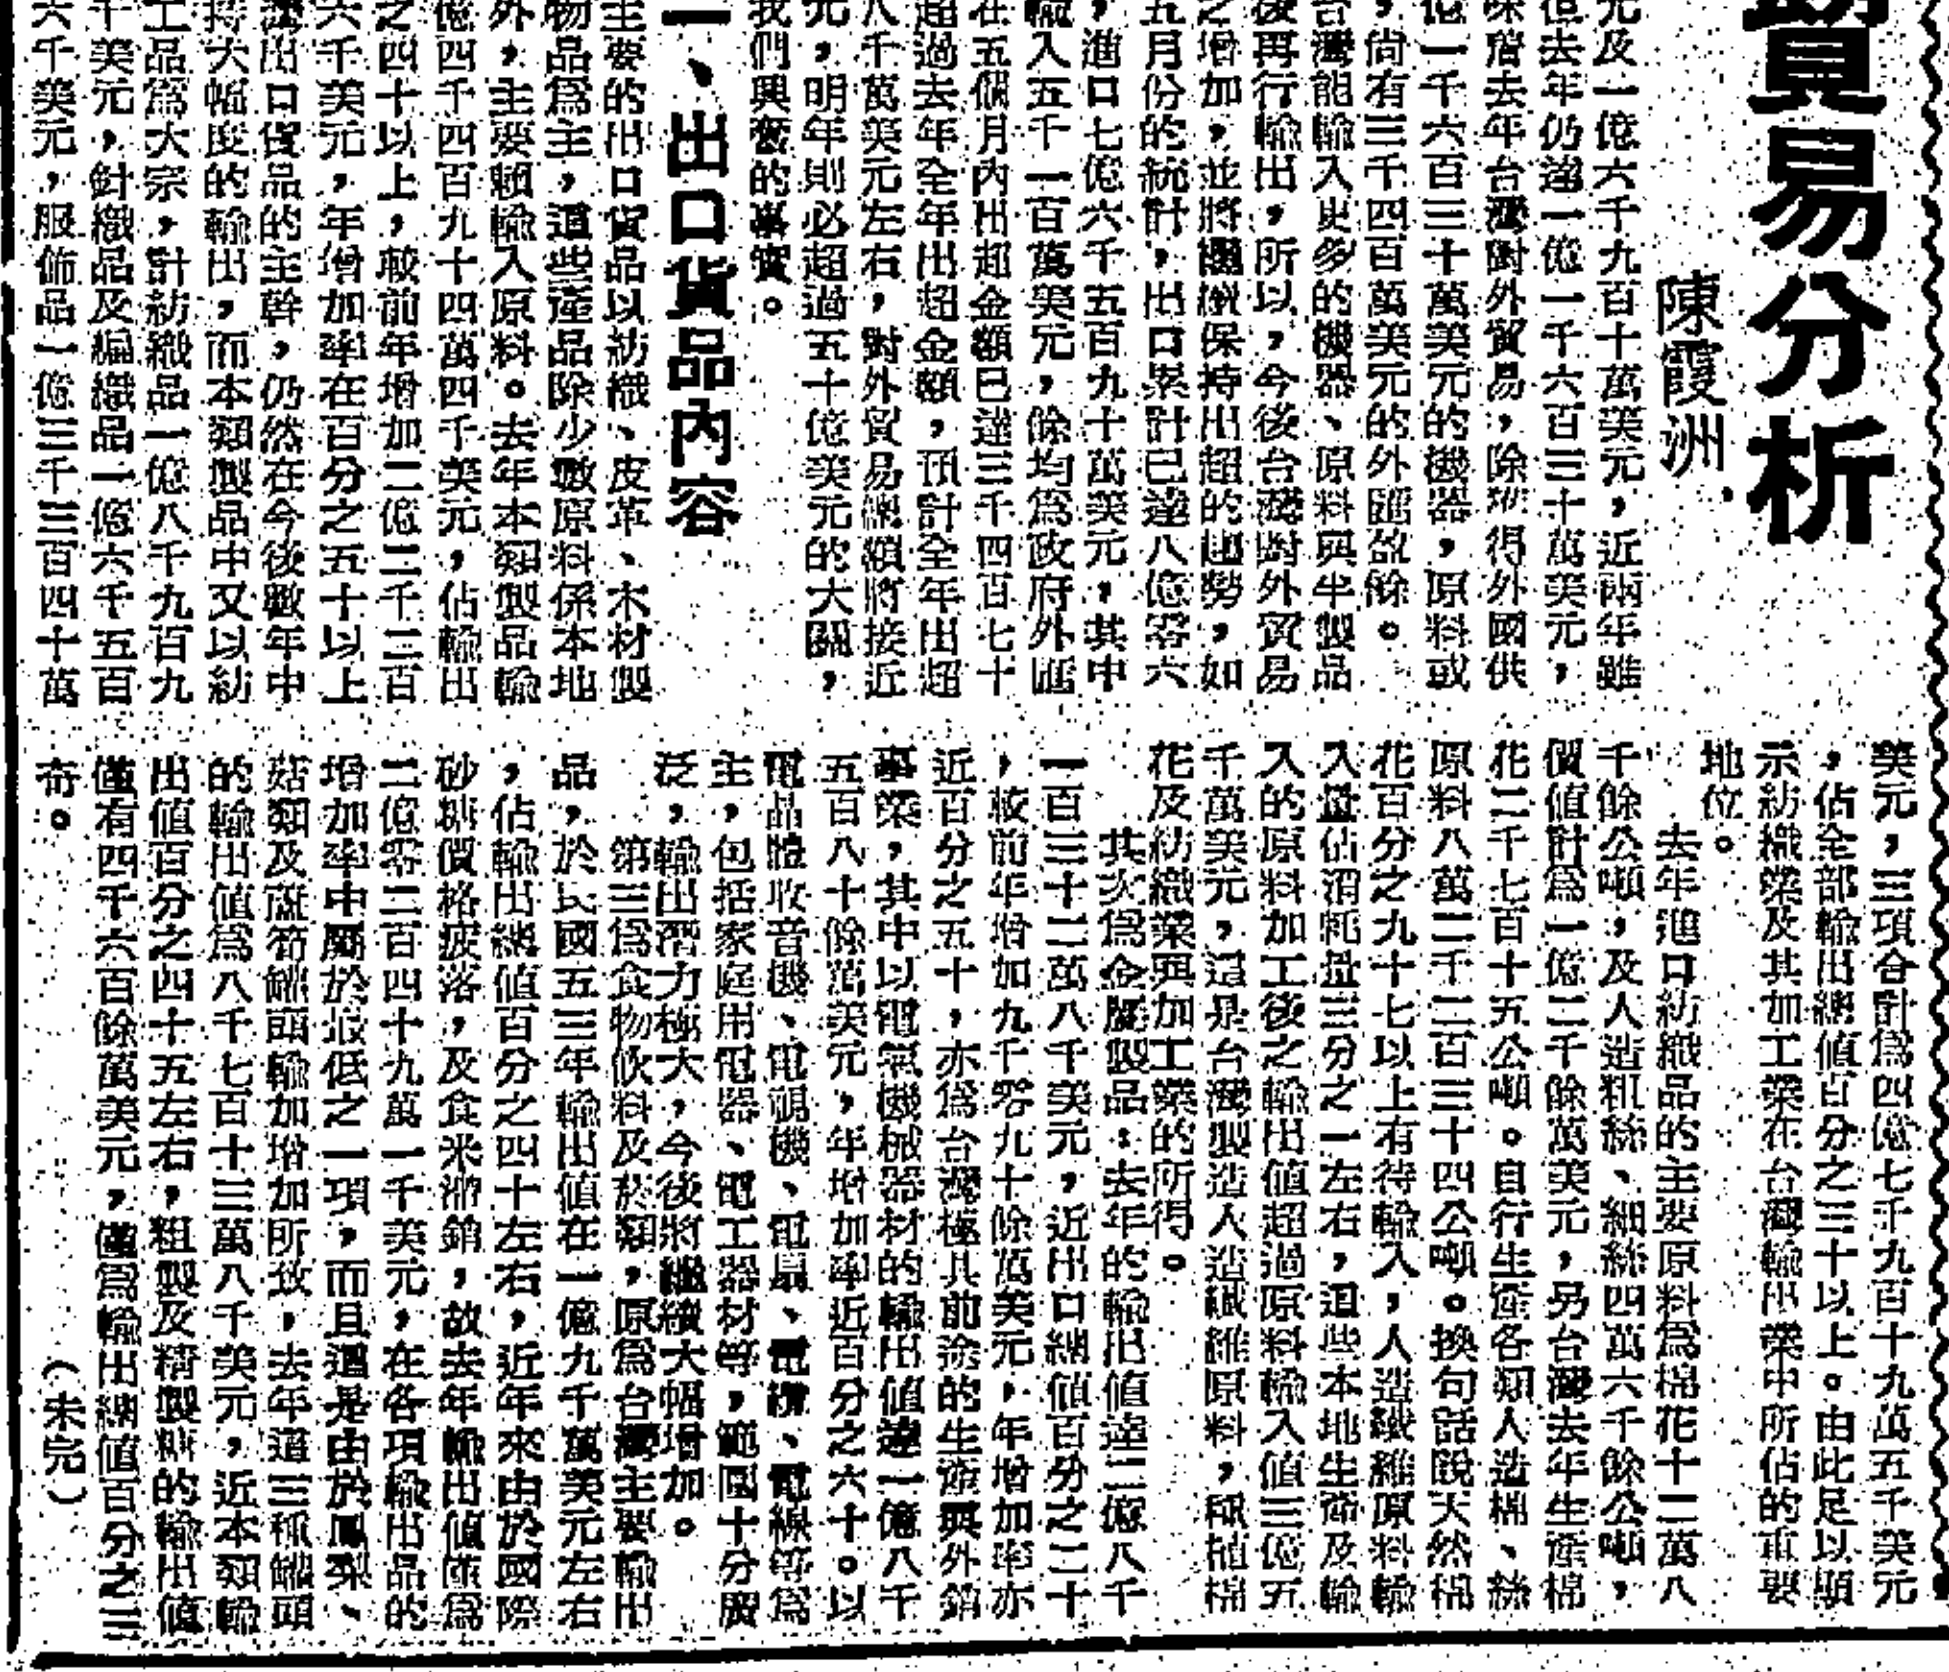 貿易分析
陳霞洲
元及一億六千九百十萬美元，近兩年雖
但去年仍達一億一千六百三十萬美元，
除去年台灣對外貿易，除獲得外國供
億一千六百三十萬美元的機器，原料或
，尚有三千四百萬美元的外匯盈餘。
台灣能輸入更多的機器、原料與半製品
後再行輸出，所以，今後台灣對外貿易
之增加，並將繼續保持出超的趨勢，如
五月份的統計，出口累計已達八億零六
，進口七億六千五百九十萬美元，其中
輸入五千一百萬美元，餘均爲政府外匯
在五個月內出超金額已達三千四百七十
超過去年全年出超金額，預計全年出超
八千萬美元左右，對外貿易總額將接近
元，明年則必超過五十億美元的大關，
我們興奮的事實。
一、出口貨品內容
主要的出口貨品以紡織、皮革、木材製
物品爲主，這些產品除少數原料係本地
外，主要賴輸入原料。去年本類製品輸
億四千四百九十四萬四千美元，佔輸出
之四十以上，較前年增加二億二千二百
六千美元，年增加率在百分之五十以上
灣出口貨品的主幹，仍然在今後數年中
持大幅度的輸出，而本類製品中又以紡
工品爲大宗，計紡織品一億八千九百九
千美元，針織品及編織品一億六千五百
六千美元，服飾品一億三千三百四十萬
美元，三項合計爲四億七千九百十九萬五千美元
，佔全部輸出總值百分之三十以上。由此足以顯
示紡織業及其加工業在台灣輸出業中所佔的重要
地位。
去年進口紡織品的主要原料爲棉花十二萬八
千餘公噸，及人造粗絲、細絲四萬六千餘公噸，
價值計爲一億二千餘萬美元，另台灣去年生產棉
花二千七百十五公噸。自行生產各類人造棉、絲
原料八萬二千二百三十四公噸。換句話說天然棉
花百分之九十七以上有待輸入，人造纖維原料輸
入量佔消耗量三分之一左右，這些本地生產及輸
入的原料加工後之輸出值超過原料輸入值三億五
千萬美元，這是台灣製造人造纖維原料，種植棉
花及紡織業與加工業的所得。
其次爲金屬製品：去年的輸出值達二億八千
一百三十二萬八千美元，近出口總值百分之二十
，較前年增加九千零九十餘萬美元，年增加率亦
近百分之五十，亦爲台灣極具前途的生產與外銷
事業，其中以電氣機械器材的輸出值達一億八千
五百八十餘萬美元，年增加率近百分之六十。以
電晶體收音機、電視機、電扇、電纜、電線等爲
主，包括家庭用電器、電工器材等，範圍十分廣
泛，輸出潛力極大，今後將繼續大幅增加。
第三爲食物飲料及菸類，原爲台灣主要輸出
品，於民國五三年輸出值在一億九千萬美元左右
，佔輸出總值百分之四十左右，近年來由於國際
砂糖價格疲落，及食米滯銷，故去年輸出值僅爲
二億零二百四十九萬一千美元，在各項輸出品的
增加率中屬於最低之一項，而且還是由於鳳梨、
菇類及蘆筍罐頭輸加增加所致，去年這三種罐頭
的輸出值爲八千七百十三萬八千美元，近本類輸
出值百分之四十五左右，粗製及精製糖的輸出值
僅有四千六百餘萬美元，僅爲輸出總值百分之三
奇。
（未完）